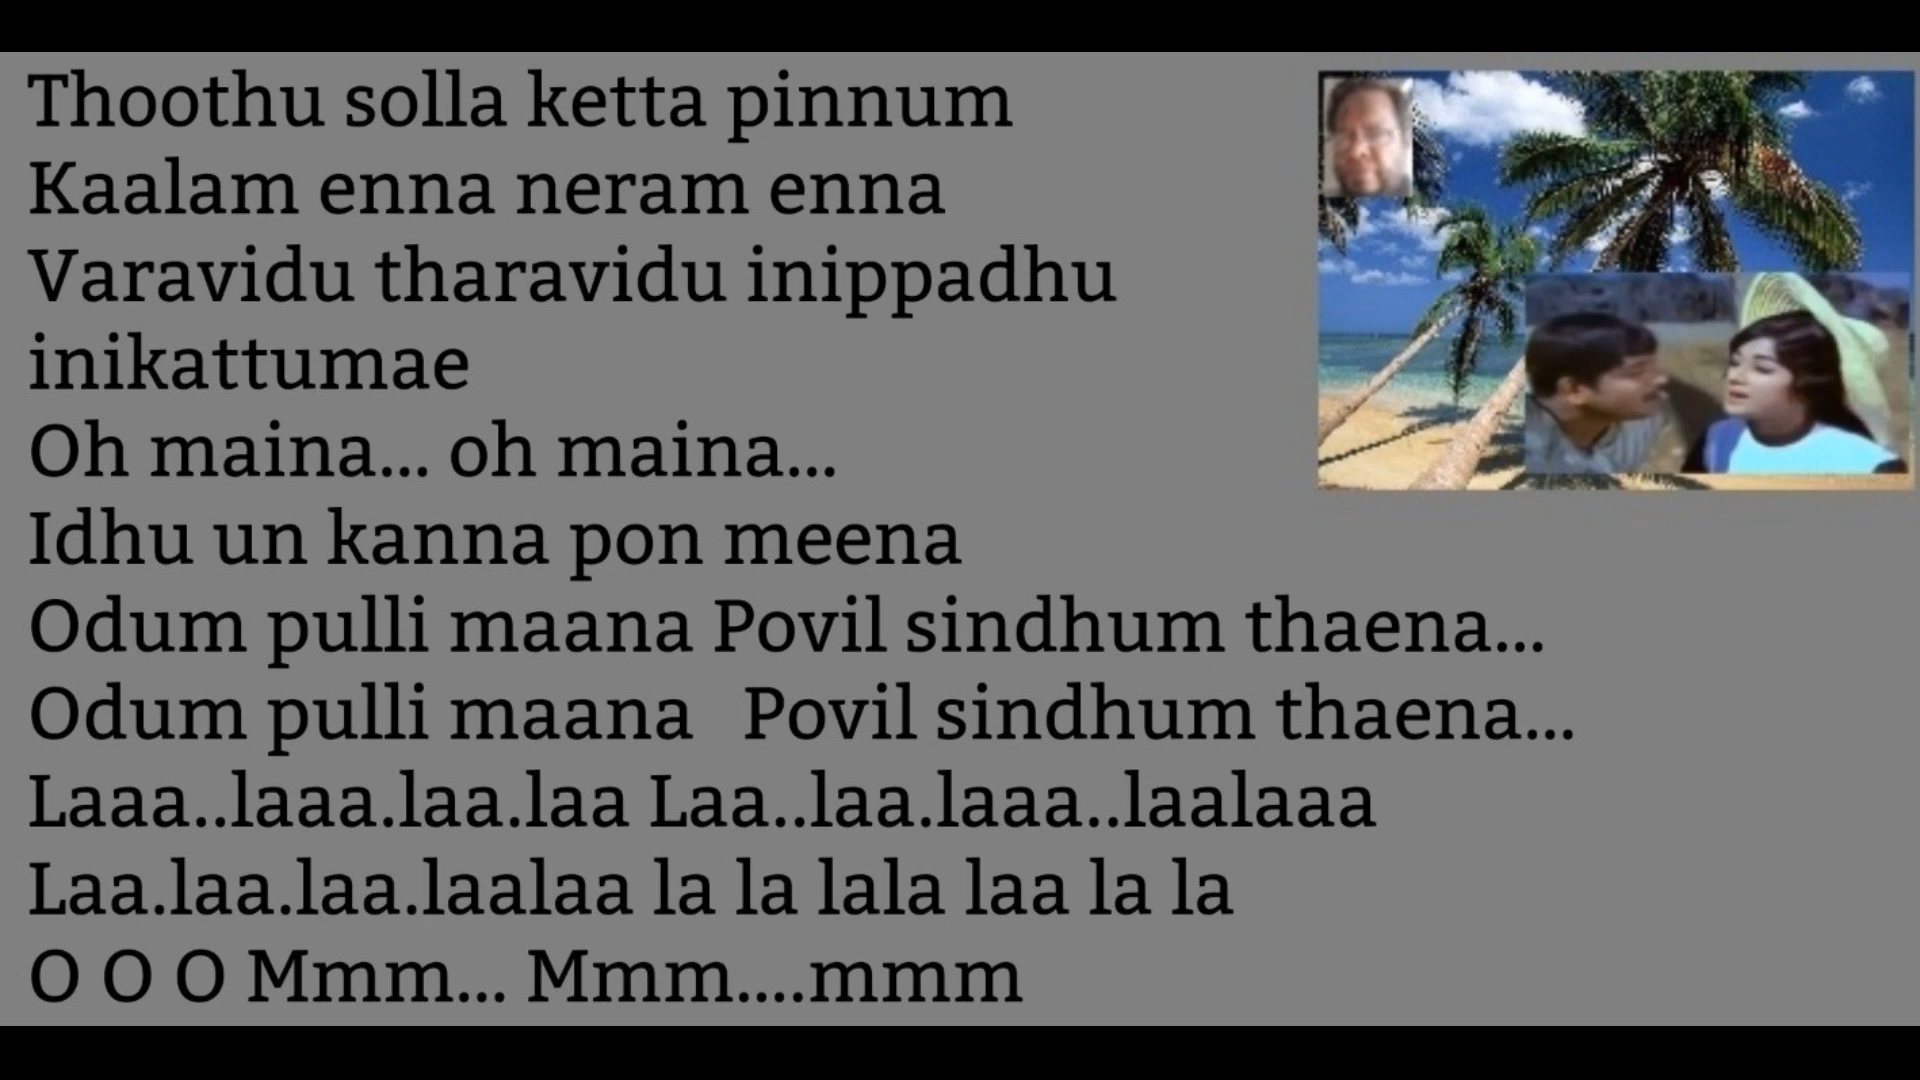 Thoothu solla ketta pinnum
Kaalam enna neram enna
Varavidu tharavidu inippadhu
inikattumae
Oh maina... oh maina...
Idhu un kanna pon meena
Odum pulli maana Povil sindhum thaena...
Odum pulli maana   Povil sindhum thaena...
Laaa..laaa.laa.laa Laa..laa.laaa..laalaaa
Laa.laa.laa.laalaa la la lala laa la la
O O O Mmm... Mmm....mmm